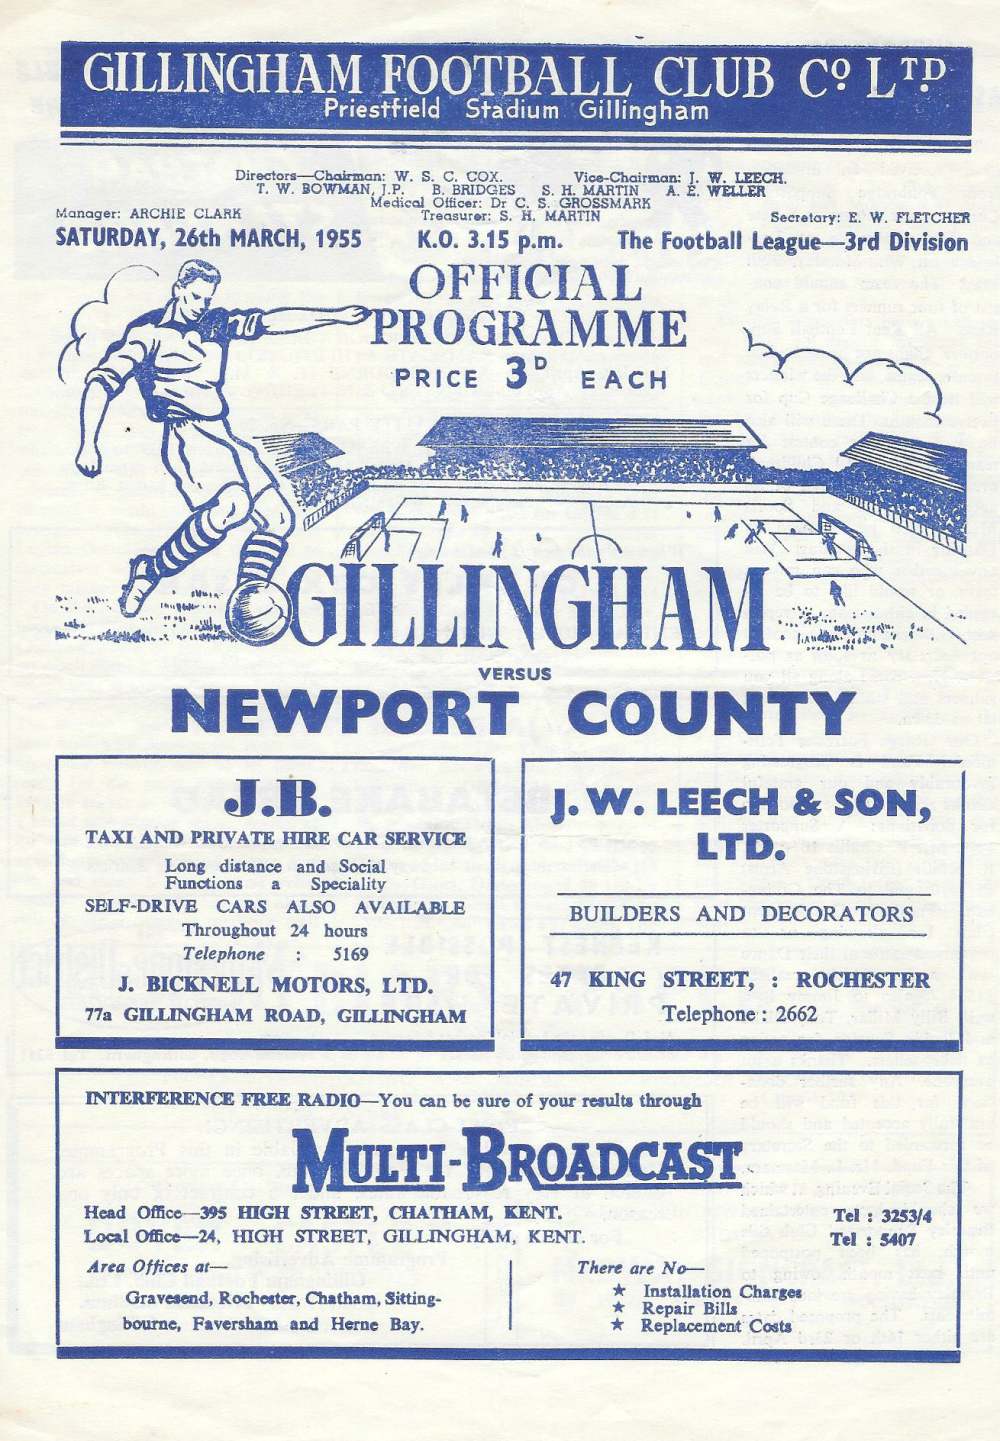 GILLINGHAM FOOTBALL CLUB Cº LTD
Priestfield Stadium Gillingham
Directors—Chairman: W. S. C. COX. Vice-Chairman: J. W. LEECH.
T. W. BOWMAN, J.P. B. BRIDGES S. H. MARTIN A. E. WELLER
Medical Officer: Dr C. S. GROSSMARK
Manager: ARCHIE CLARK Treasurer: S. H. MARTIN Secretary: E. W. FLETCHER
SATURDAY, 26th MARCH, 1955 K.O. 3.15 p.m. The Football League—3rd Division
OFFICIAL
PROGRAMME
PRICE 3D EACH
GILLINGHAM
VERSUS
NEWPORT COUNTY
J.B.
TAXI AND PRIVATE HIRE CAR SERVICE
Long distance and Social
Functions a Speciality
SELF-DRIVE CARS ALSO AVAILABLE
Throughout 24 hours
Telephone : 5169
J. BICKNELL MOTORS, LTD.
77a GILLINGHAM ROAD, GILLINGHAM
J. W. LEECH & SON,
LTD.
BUILDERS AND DECORATORS
47 KING STREET, : ROCHESTER
Telephone : 2662
INTERFERENCE FREE RADIO—You can be sure of your results through
MULTI-BROADCAST
Head Office—395 HIGH STREET, CHATHAM, KENT. Tel : 3253/4
Local Office—24, HIGH STREET, GILLINGHAM, KENT. Tel : 5407
Area Offices at—
Gravesend, Rochester, Chatham, Sitting-
bourne, Faversham and Herne Bay.
There are No—
★ Installation Charges
★ Repair Bills
★ Replacement Costs